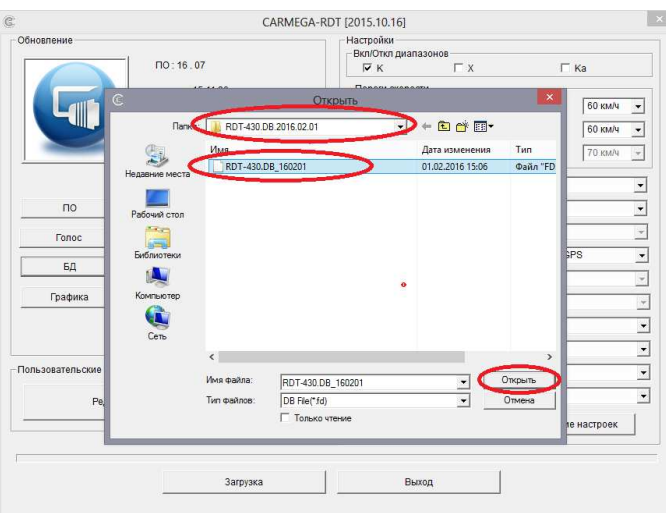 CARMEGA-RDT [2015.10.16]
Обновление
Настройки
Вкл/Откл диапазонов
K
X
Ka
ПО : 16 . 07
Открыть
60 км/ч
60 км/ч
70 км/ч
Папка:
RDT-430.DB.2016.02.01
Имя
Дата изменения
Тип
RDT-430.DB_160201
01.02.2016 15:06
Файл "FD
Недавние места
Рабочий стол
Библиотеки
Компьютер
Сеть
ПО
Голос
БД
Графика
GPS
Пользовательские
Имя файла:
RDT-430.DB_160201
Открыть
Тип файлов:
DB File(*.fd)
Отмена
Только чтение
настроек
Загрузка
Выход